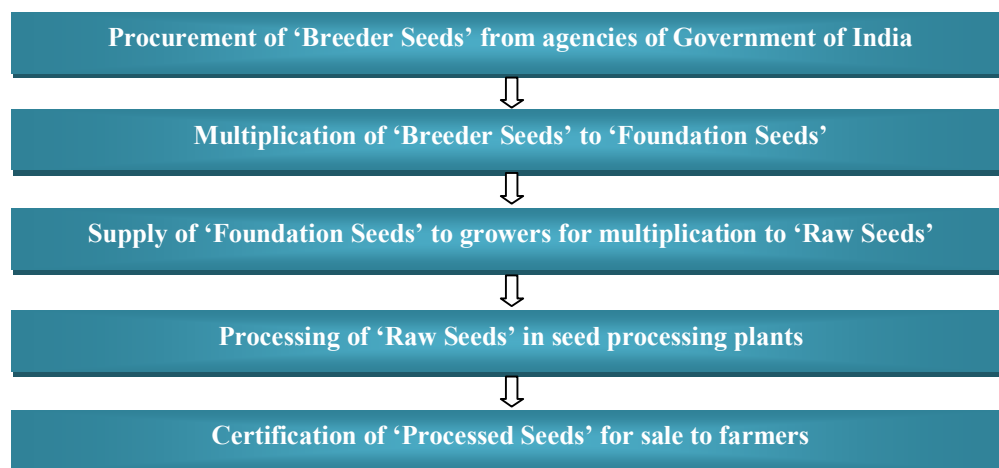 Procurement of ‘Breeder Seeds’ from agencies of Government of India
Multiplication of ‘Breeder Seeds’ to ‘Foundation Seeds’
Supply of ‘Foundation Seeds’ to growers for multiplication to ‘Raw Seeds’
Processing of ‘Raw Seeds’ in seed processing plants
Certification of ‘Processed Seeds’ for sale to farmers